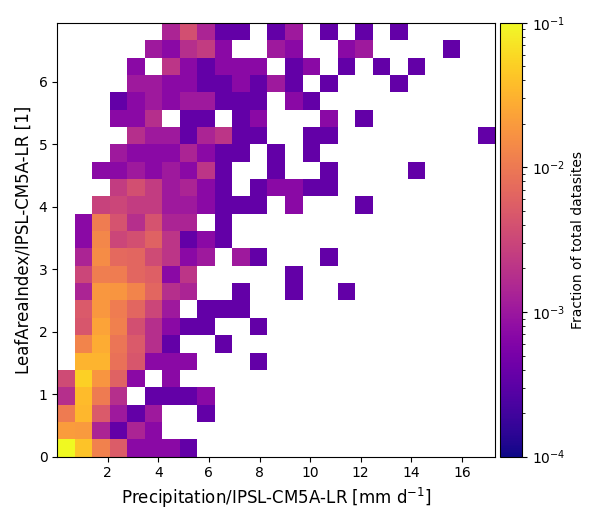 LeafAreaIndex/IPSL-CM5A-LR [1]
6
5
4
3
2
1
0
2 4 6 8 10 12 14 16
Precipitation/IPSL-CM5A-LR [mm d⁻¹]
10⁻¹
10⁻²
10⁻³
10⁻⁴
Fraction of total datasites